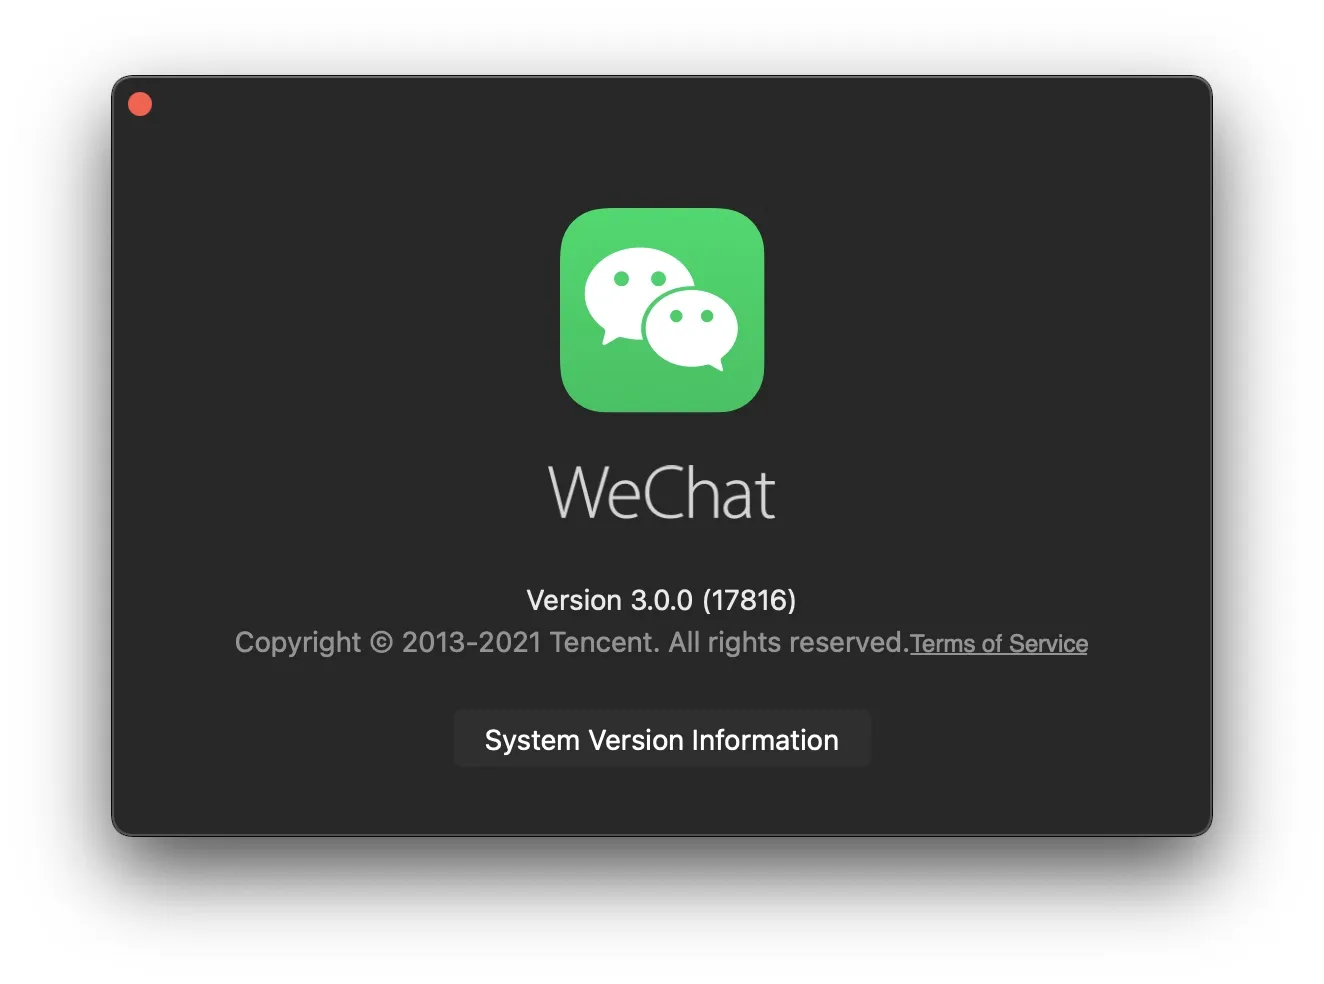 WeChat
Version 3.0.0 (17816)
Copyright © 2013-2021 Tencent. All rights reserved.Terms of Service
System Version Information